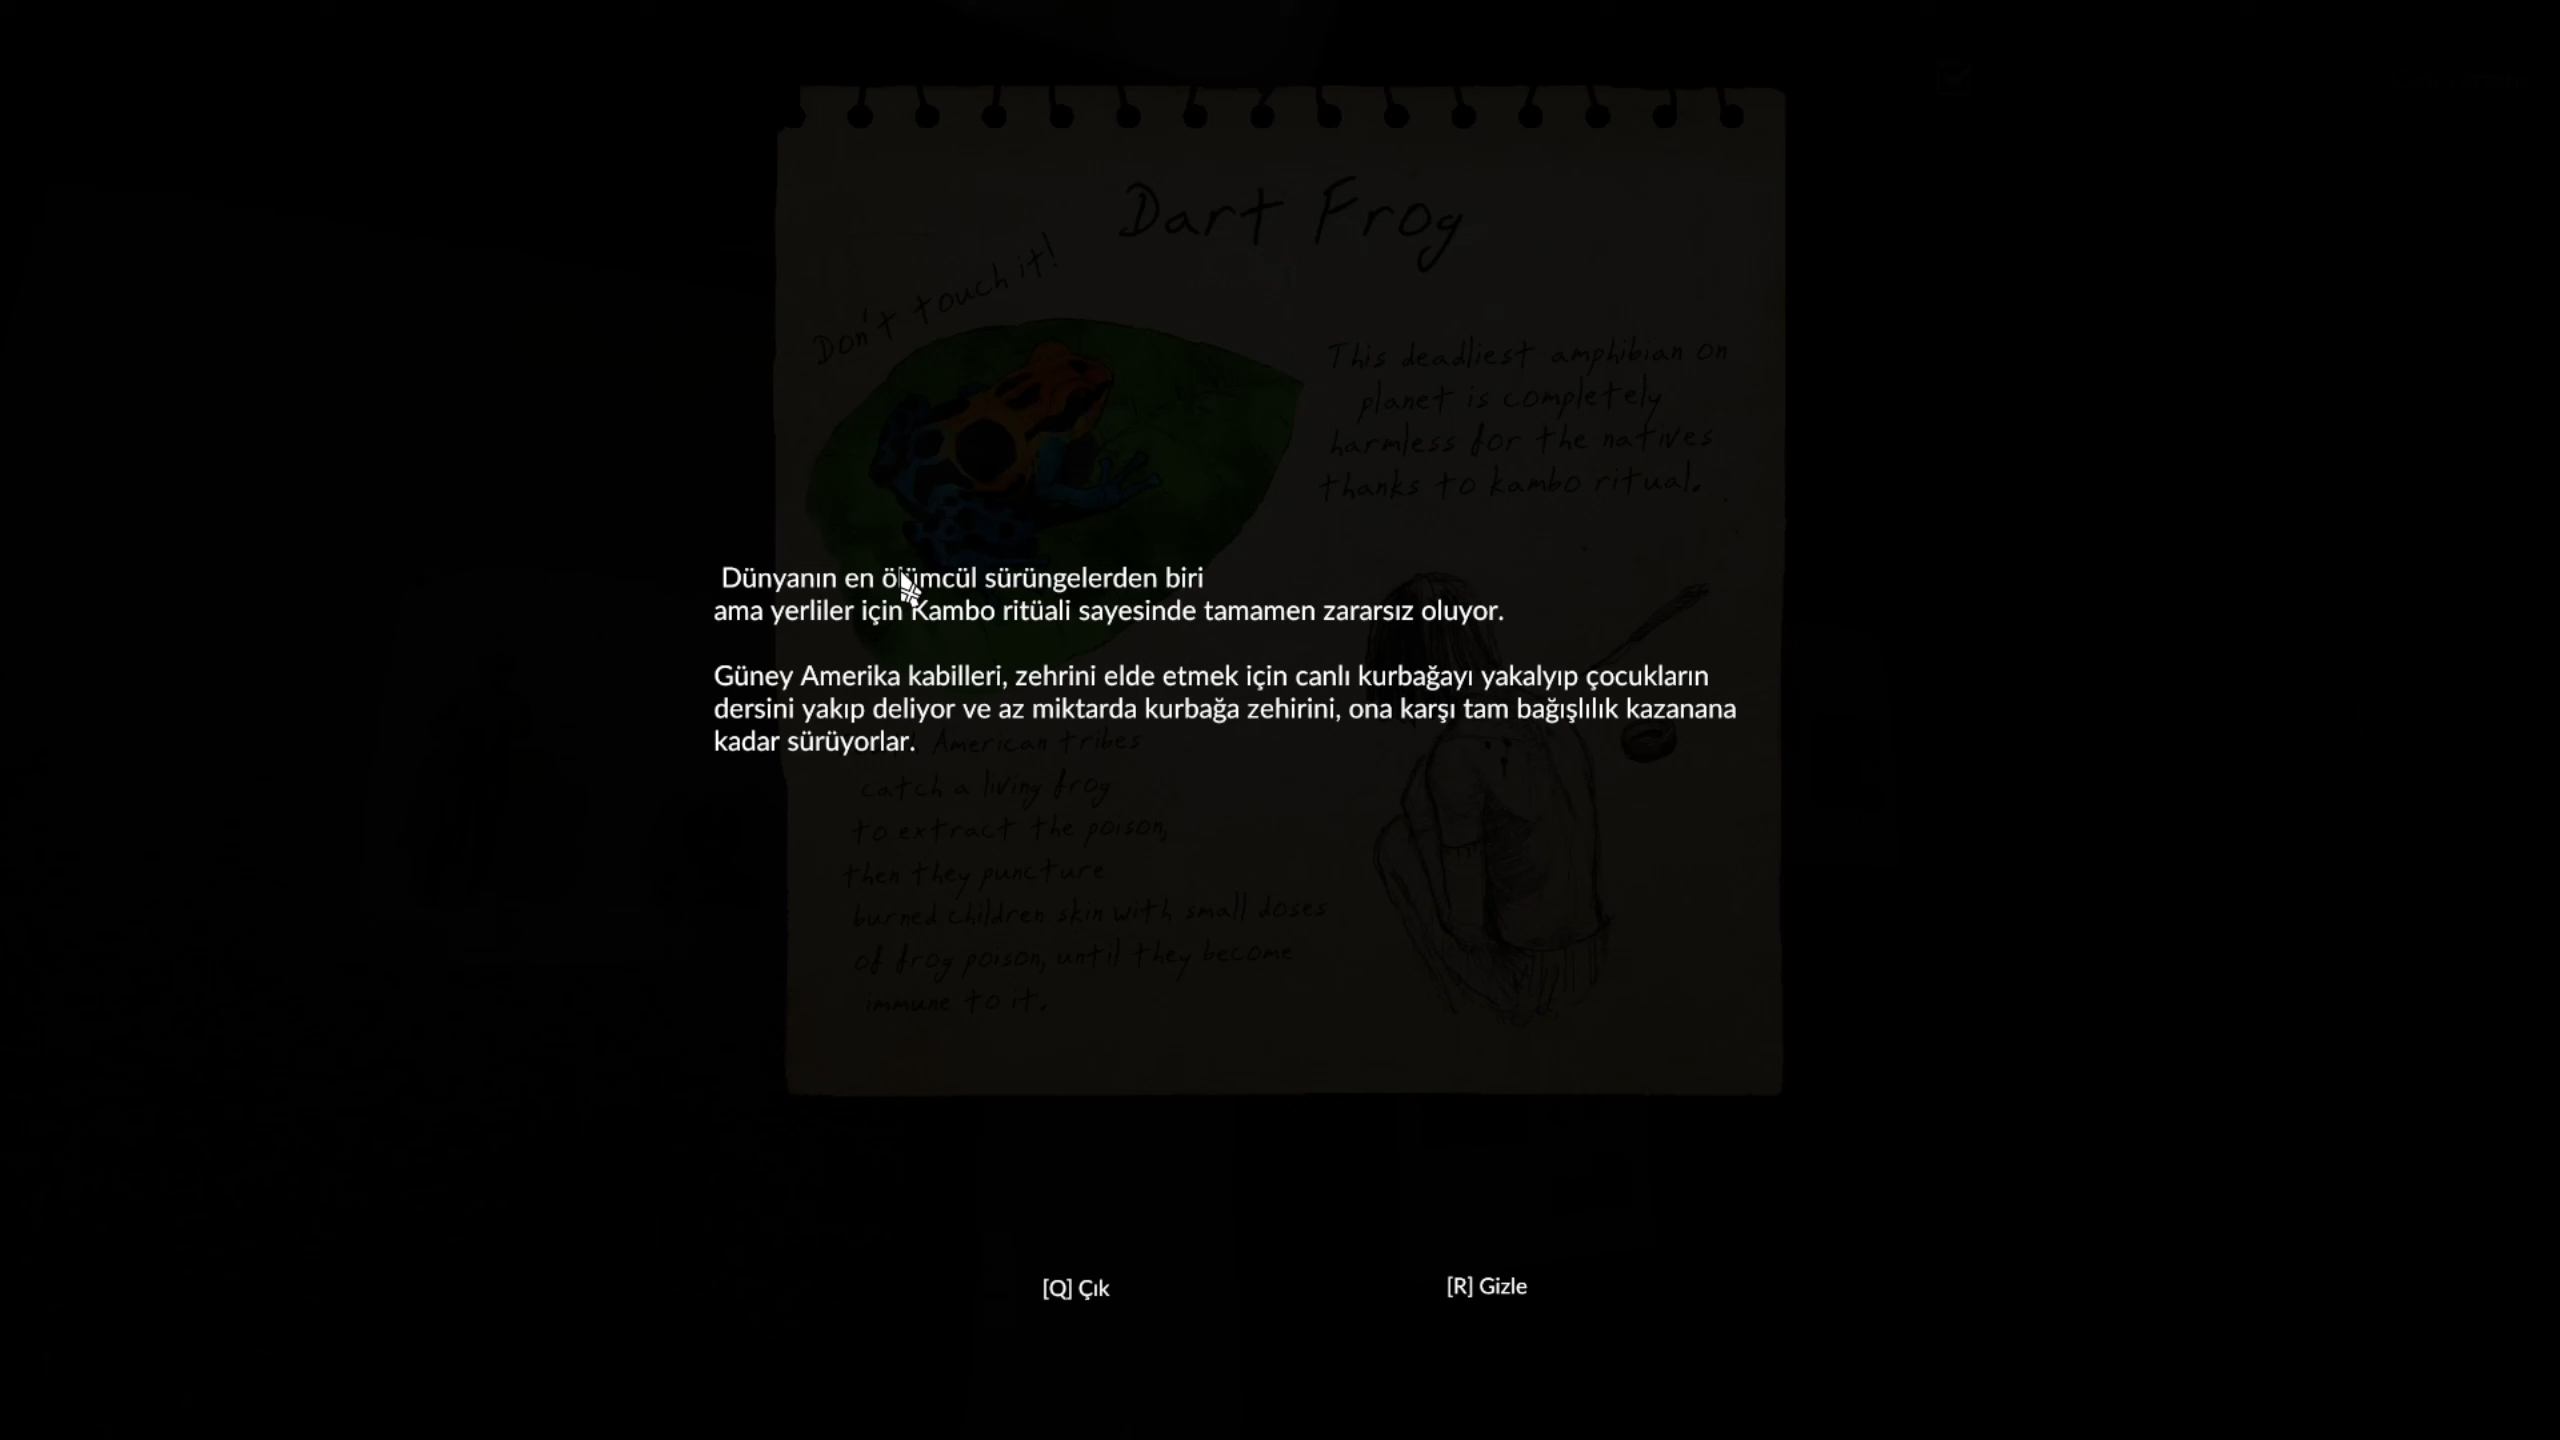 Dart Frog
Don't touch it!
This deadliest amphibian on
planet is completely
harmless for the natives
thanks to kambo ritual.
Dünyanın en ölümcül sürüngelerden biri
ama yerliler için Kambo ritüali sayesinde tamamen zararsız oluyor.
Güney Amerika kabilleri, zehrini elde etmek için canlı kurbağayı yakalyıp çocukların
dersini yakıp deliyor ve az miktarda kurbağa zehirini, ona karşı tam bağışlılık kazanana
kadar sürüyorlar.
American tribes
catch a living frog
to extract the poison,
then they puncture
burned children skin with small doses
of frog poison, until they become
immune to it.
[Q] Çık
[R] Gizle